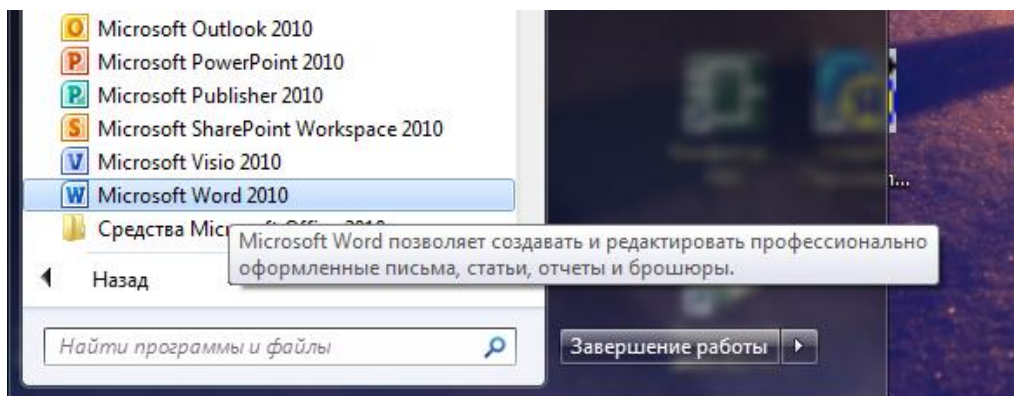 Microsoft Outlook 2010
Microsoft PowerPoint 2010
Microsoft Publisher 2010
Microsoft SharePoint Workspace 2010
Microsoft Visio 2010
Microsoft Word 2010
Средства
Microsoft Word позволяет создавать и редактировать профессионально
оформленные письма, статьи, отчеты и брошюры.
Назад
Найти программы и файлы
Завершение работы